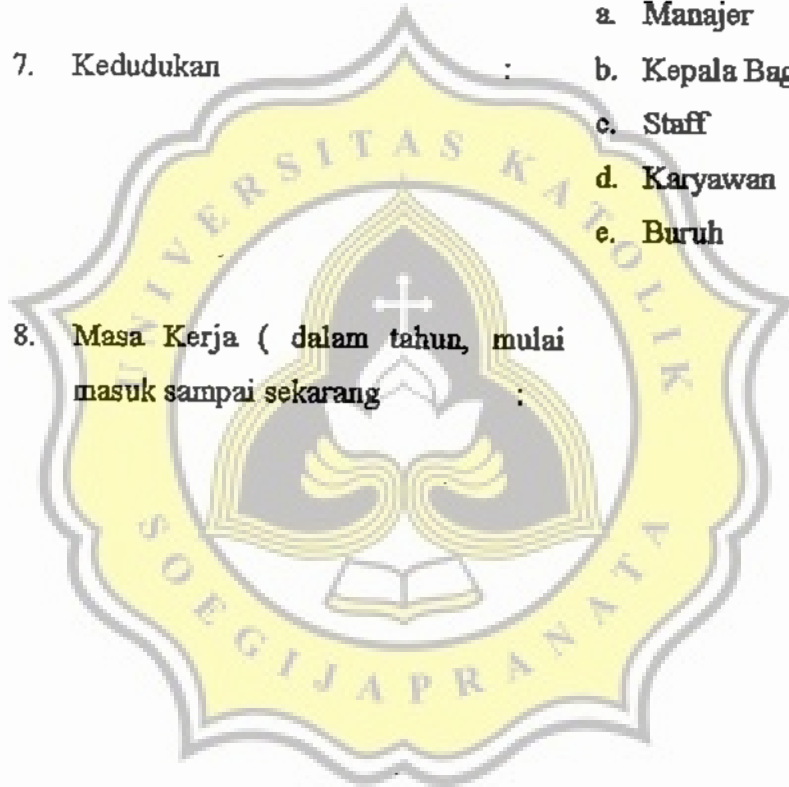 a. Manajer
7. Kedudukan : b. Kepala Bag
c. Staff
d. Karyawan
e. Buruh
8. Masa Kerja ( dalam tahun, mulai
masuk sampai sekarang :
UNIVERSITAS KATOLIK
SOEGIJAPRANATA